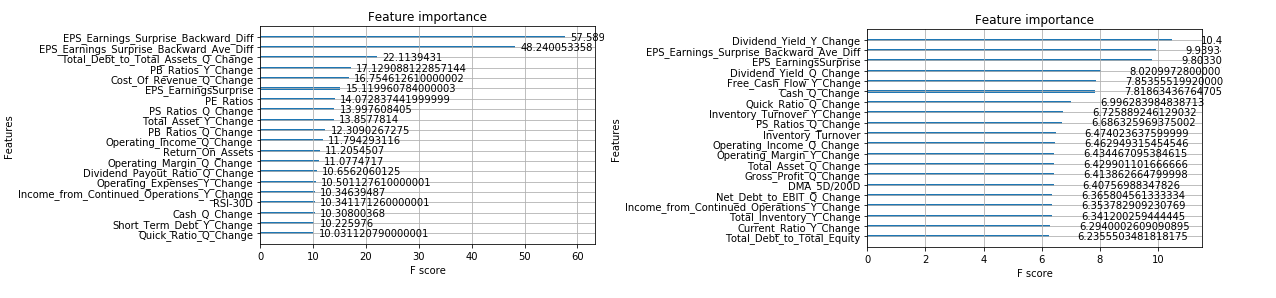 Feature importance
EPS_Earnings_Surprise_Backward_Diff 57.589
EPS_Earnings_Surprise_Backward_Ave_Diff 48.240053358
Total_Debt_to_Total_Assets_Q_Change 22.1139431
PB_Ratios_Y_Change 17.129088122857144
Cost_Of_Revenue_Q_Change 16.754612610000002
EPS_EarningsSurprise 15.119960784000003
PE_Ratios 14.072837441999999
PS_Ratios_Q_Change 13.997608405
Total_Asset_Y_Change 13.8577814
PB_Ratios_Q_Change 12.3090267275
Operating_Income_Q_Change 11.794293116
Return_On_Assets 11.2054507
Operating_Margin_Q_Change 11.0774717
Dividend_Payout_Ratio_Q_Change 10.6562060125
Operating_Expenses_Y_Change 10.501127610000001
Income_from_Continued_Operations_Y_Change 10.34639487
RSI-30D 10.341171260000001
Cash_Q_Change 10.30800368
Short_Term_Debt_Y_Change 10.225976
Quick_Ratio_Q_Change 10.031120790000001
Features
0 10 20 30 40 50 60
F score
Feature importance
Dividend_Yield_Y_Change 10.4
EPS_Earnings_Surprise_Backward_Ave_Diff 9.9393
EPS_EarningsSurprise 9.80330
Dividend_Yield_Q_Change 8.0209972800000
Free_Cash_Flow_Y_Change 7.85355519920000
Cash_Q_Change 7.81863436764705
Quick_Ratio_Q_Change 6.996283984838713
Inventory_Turnover_Y_Change 6.725889246129032
PS_Ratios_Q_Change 6.686325969375002
Inventory_Turnover 6.474023637599999
Operating_Income_Q_Change 6.462949315454546
Operating_Margin_Y_Change 6.434467095384615
Total_Asset_Q_Change 6.429901101666666
Gross_Profit_Q_Change 6.413862664799998
DMA_5D/200D 6.40756988347826
Net_Debt_to_EBIT_Q_Change 6.365804561333334
Income_from_Continued_Operations_Y_Change 6.353782909230769
Total_Inventory_Y_Change 6.341200259444445
Current_Ratio_Y_Change 6.2940002609090895
Total_Debt_to_Total_Equity 6.2355503481818175
Features
0 2 4 6 8 10
F score